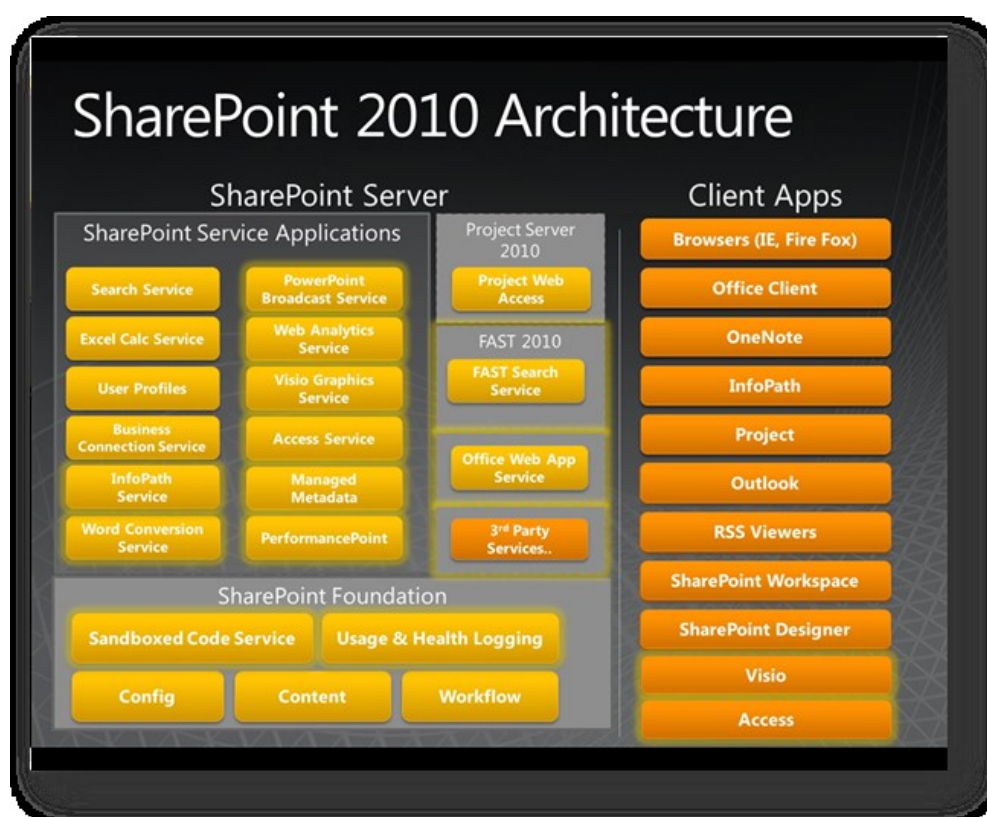 SharePoint 2010 Architecture
SharePoint Server
SharePoint Service Applications
Search Service
Excel Calc Service
User Profiles
Business
Connection Service
InfoPath
Service
Word Conversion
Service
PowerPoint
Broadcast Service
Web Analytics
Service
Visio Graphics
Service
Access Service
Managed
Metadata
PerformancePoint
Project Server
2010
Project Web
Access
FAST 2010
FAST Search
Service
Office Web App
Service
3rd Party
Services..
SharePoint Foundation
Sandboxed Code Service
Usage & Health Logging
Config
Content
Workflow
Client Apps
Browsers (IE, Fire Fox)
Office Client
OneNote
InfoPath
Project
Outlook
RSS Viewers
SharePoint Workspace
SharePoint Designer
Visio
Access